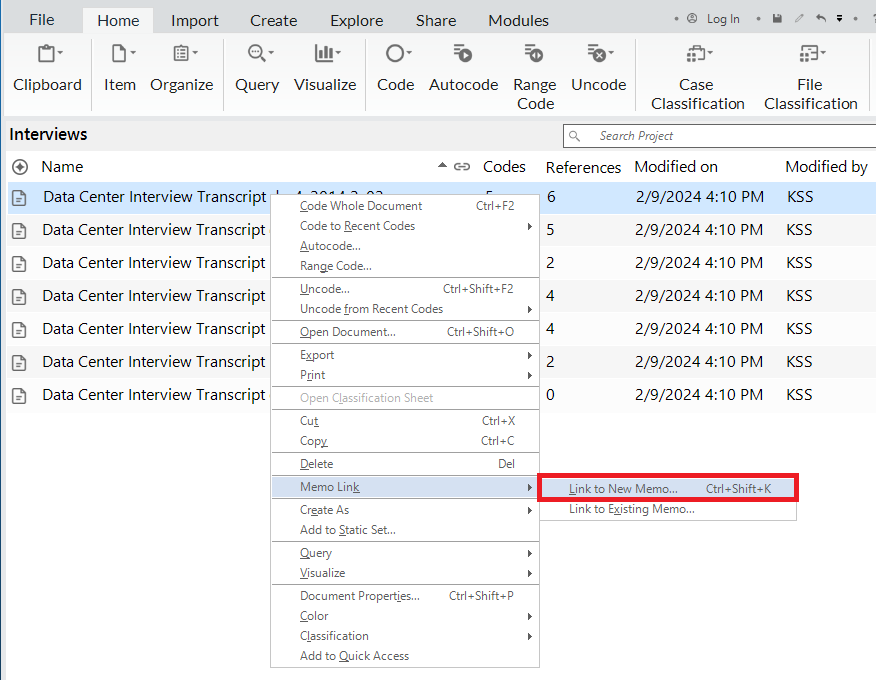 File Home Import Create Explore Share Modules Log In
Clipboard Item Organize Query Visualize Code Autocode Range Code Uncode Case Classification File Classification
Interviews Search Project
Name Codes References Modified on Modified by
Data Center Interview Transcript 6 2/9/2024 4:10 PM KSS
Data Center Interview Transcript 5 2/9/2024 4:10 PM KSS
Data Center Interview Transcript 2 2/9/2024 4:10 PM KSS
Data Center Interview Transcript 4 2/9/2024 4:10 PM KSS
Data Center Interview Transcript 4 2/9/2024 4:10 PM KSS
Data Center Interview Transcript 2 2/9/2024 4:10 PM KSS
Data Center Interview Transcript 0 2/9/2024 4:10 PM KSS
Code Whole Document Ctrl+F2
Code to Recent Codes
Autocode...
Range Code...
Uncode... Ctrl+Shift+F2
Uncode from Recent Codes
Open Document... Ctrl+Shift+O
Export
Print
Open Classification Sheet
Cut Ctrl+X
Copy Ctrl+C
Delete Del
Memo Link
Link to New Memo... Ctrl+Shift+K
Link to Existing Memo...
Create As
Add to Static Set...
Query
Visualize
Document Properties... Ctrl+Shift+P
Color
Classification
Add to Quick Access